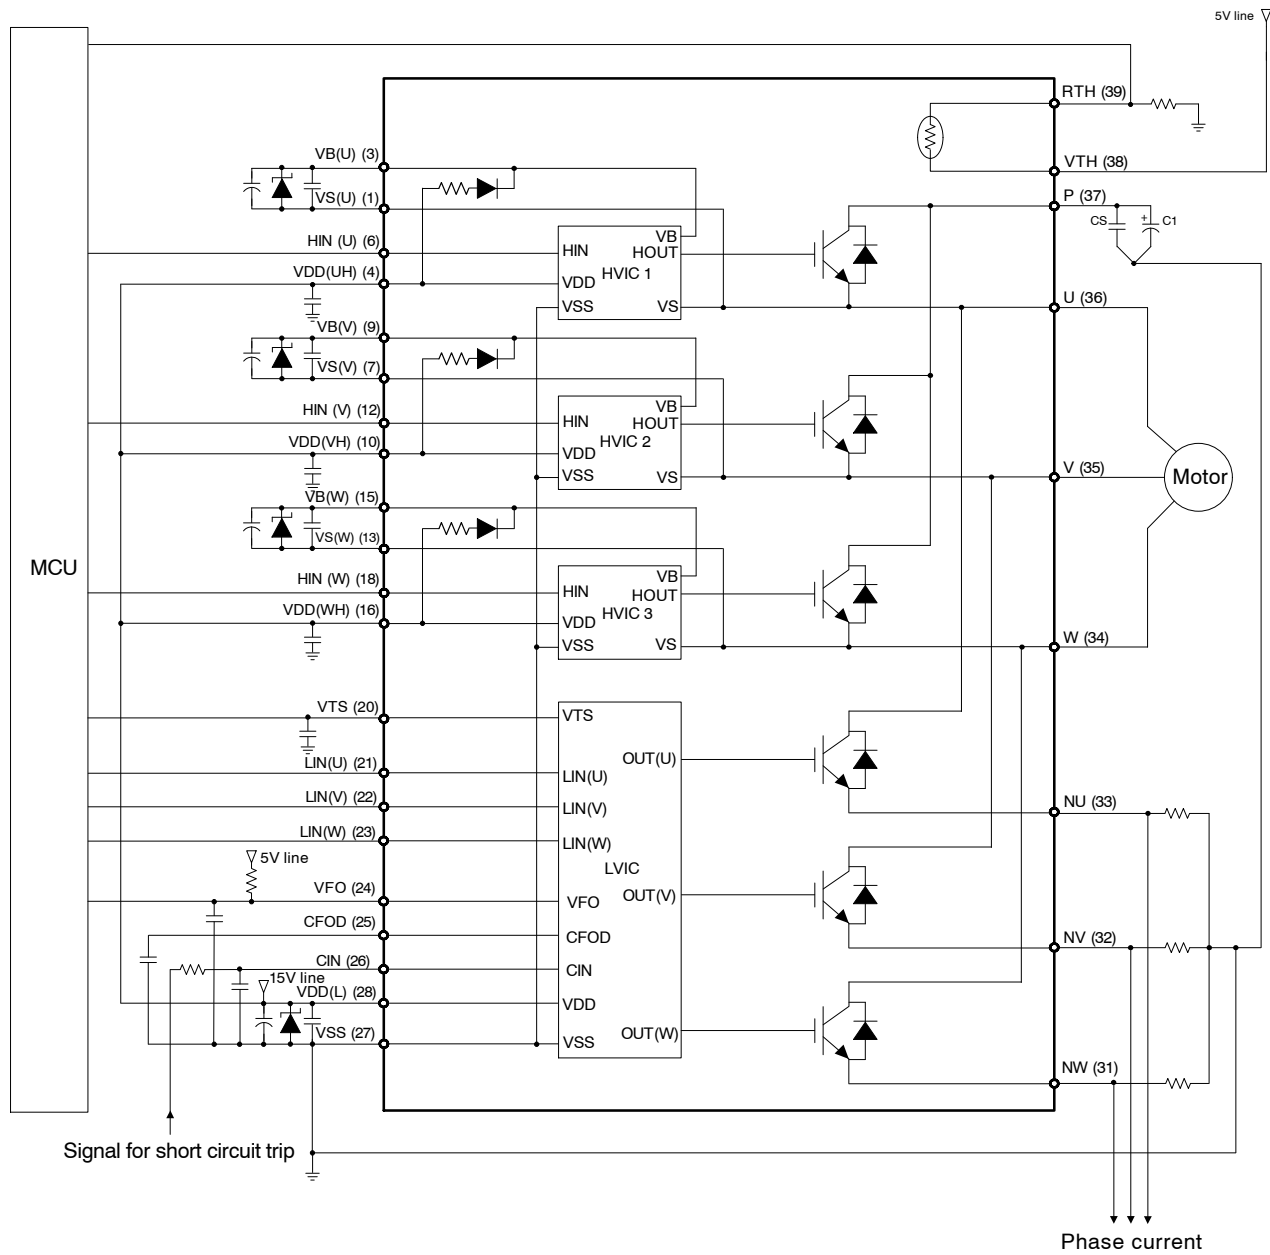 5V line
RTH (39)
VTH (38)
P (37)
CS
+
C1
VB(U) (3)
VS(U) (1)
HIN (U) (6)
VDD(UH) (4)
HIN
VDD
VSS
VB
HOUT
HVIC 1
VS
U (36)
VB(V) (9)
VS(V) (7)
HIN (V) (12)
VDD(VH) (10)
HIN
VDD
VSS
VB
HOUT
HVIC 2
VS
V (35)
Motor
VB(W) (15)
VS(W) (13)
HIN (W) (18)
VDD(WH) (16)
HIN
VDD
VSS
VB
HOUT
HVIC 3
VS
W (34)
MCU
VTS (20)
LIN(U) (21)
LIN(V) (22)
LIN(W) (23)
5V line
VFO (24)
CFOD (25)
CIN (26)
15V line
VDD(L) (28)
VSS (27)
VTS
LIN(U)
LIN(V)
LIN(W)
LVIC
VFO
CFOD
CIN
VDD
VSS
OUT(U)
OUT(V)
OUT(W)
NU (33)
NV (32)
NW (31)
Signal for short circuit trip
Phase current